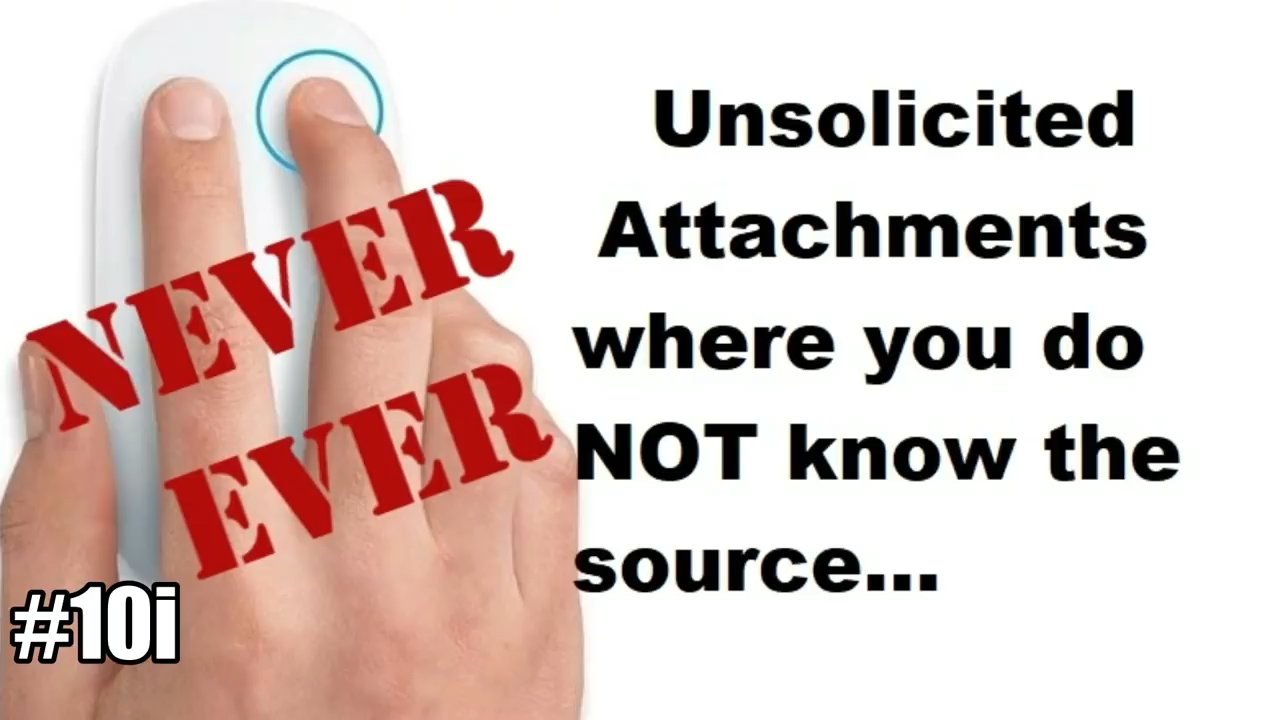 NEVER
EVER
Unsolicited
Attachments
where you do
NOT know the
source...
#10i